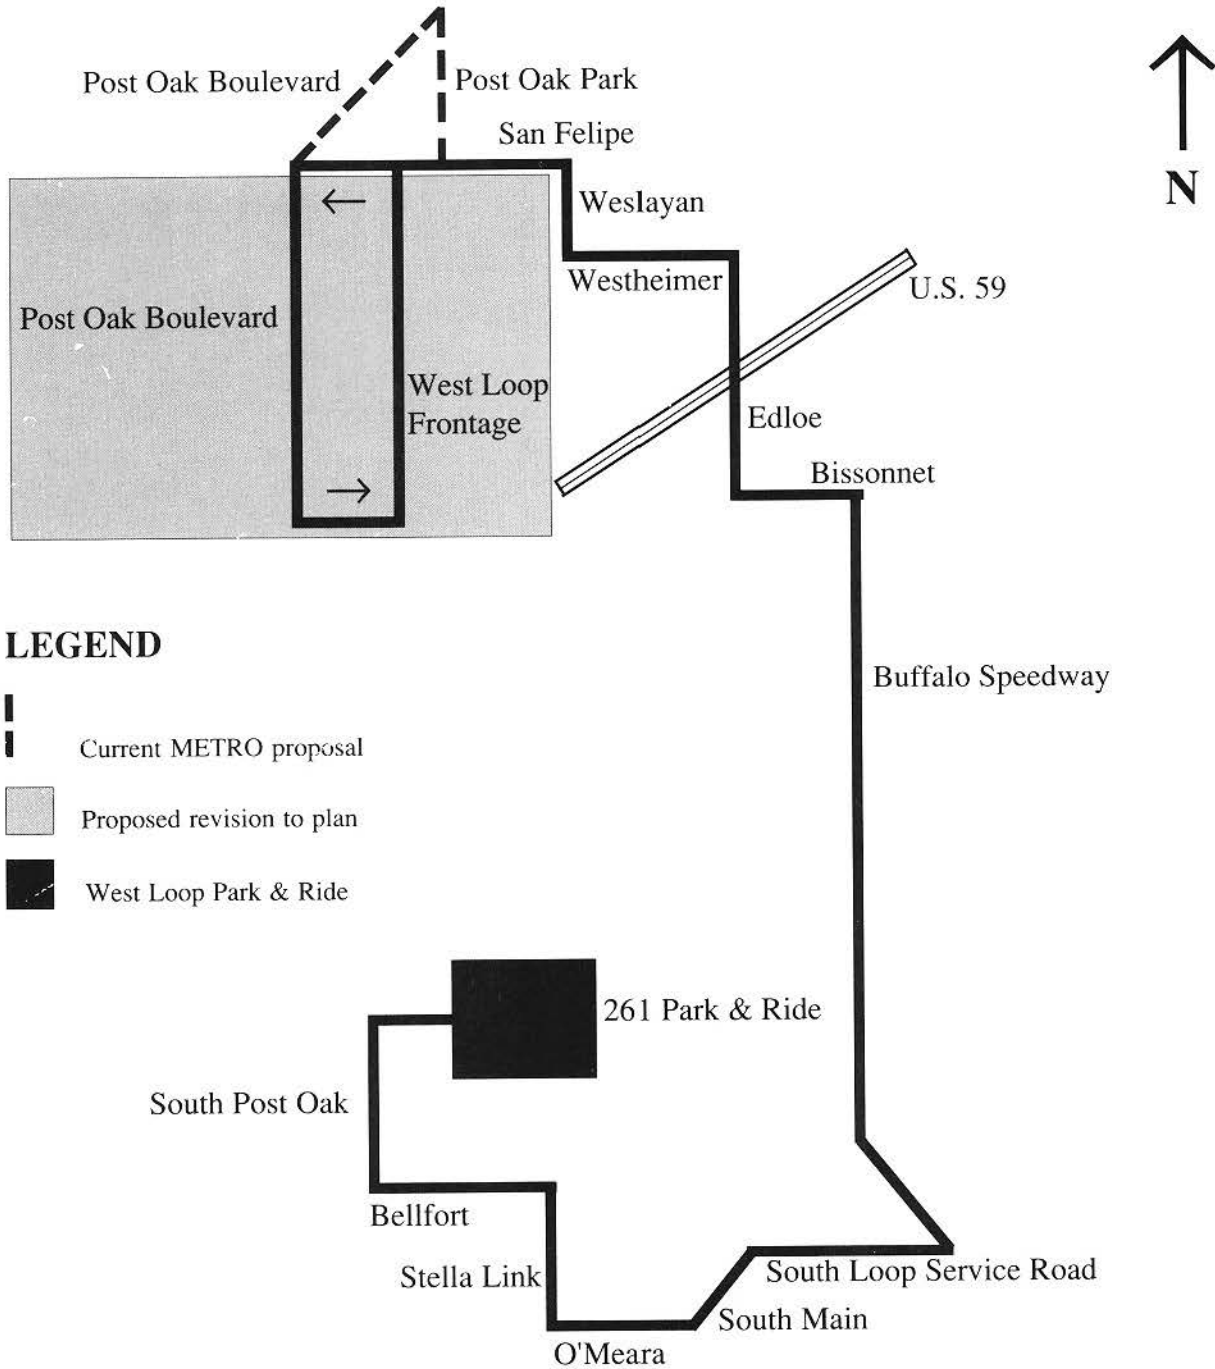 Post Oak Boulevard
Post Oak Park
San Felipe
N
Weslayan
Westheimer
U.S. 59
Post Oak Boulevard
West Loop
Frontage
Edloe
Bissonnet
LEGEND
Buffalo Speedway
Current METRO proposal
Proposed revision to plan
West Loop Park & Ride
261 Park & Ride
South Post Oak
Bellfort
Stella Link
South Loop Service Road
South Main
O'Meara